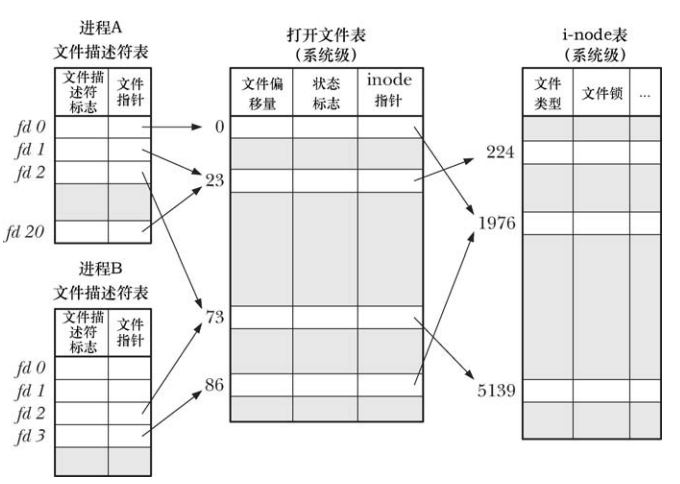 进程A
文件描述符表
文件描
述符
标志
文件
指针
fd 0
fd 1
fd 2
fd 20
进程B
文件描述符表
文件描
述符
标志
文件
指针
fd 0
fd 1
fd 2
fd 3
打开文件表
(系统级)
文件偏
移量
状态
标志
inode
指针
0
23
73
86
i-node表
(系统级)
文件
类型
文件锁
...
224
1976
5139